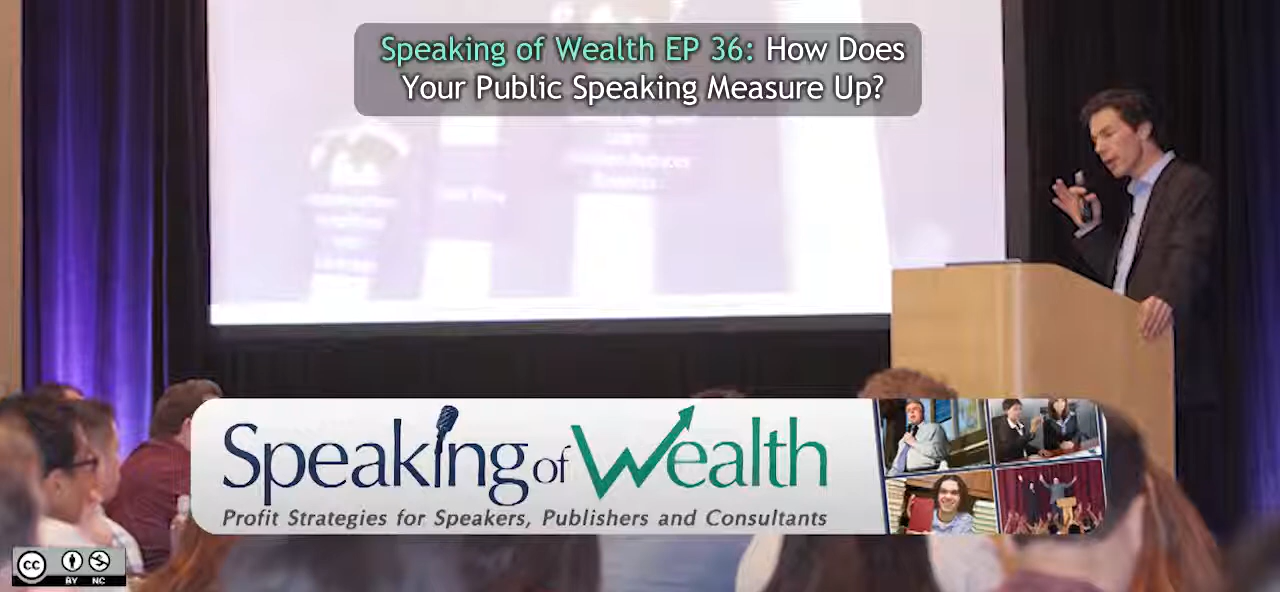 Speaking of Wealth EP 36: How Does
Your Public Speaking Measure Up?
Speaking of Wealth
Profit Strategies for Speakers, Publishers and Consultants
cc
BY NC